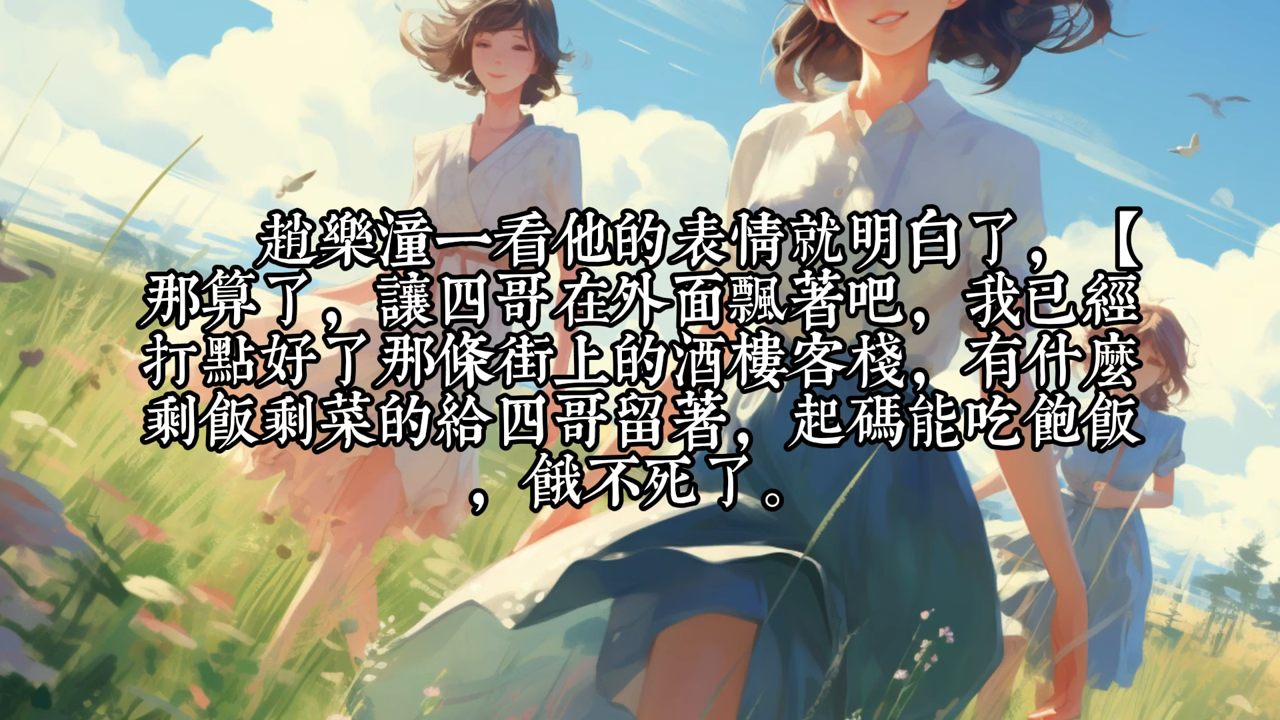 趙樂潼一看他的表情就明白了，【
那算了，讓四哥在外面飄著吧，我已經
打點好了那條街上的酒樓客棧，有什麼
剩飯剩菜的給四哥留著，起碼能吃飽飯
，餓不死了。